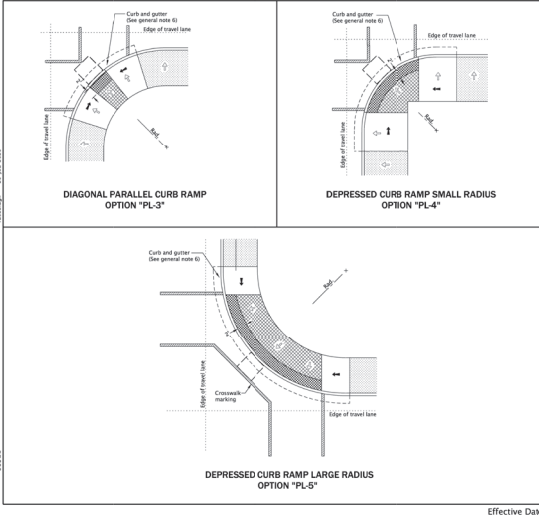 Curb and gutter
(See general note 6)
Edge of travel lane
Edge of travel lane
Rad.
DIAGONAL PARALLEL CURB RAMP
OPTION "PL-3"
Curb and gutter
(See general note 6)
Edge of travel lane
Edge of travel lane
Rad.
DEPRESSED CURB RAMP SMALL RADIUS
OPTION "PL-4"
Curb and gutter
(See general note 6)
Rad.
Edge of travel lane
Crosswalk
marking
Edge of travel lane
DEPRESSED CURB RAMP LARGE RADIUS
OPTION "PL-5"
Effective Dat